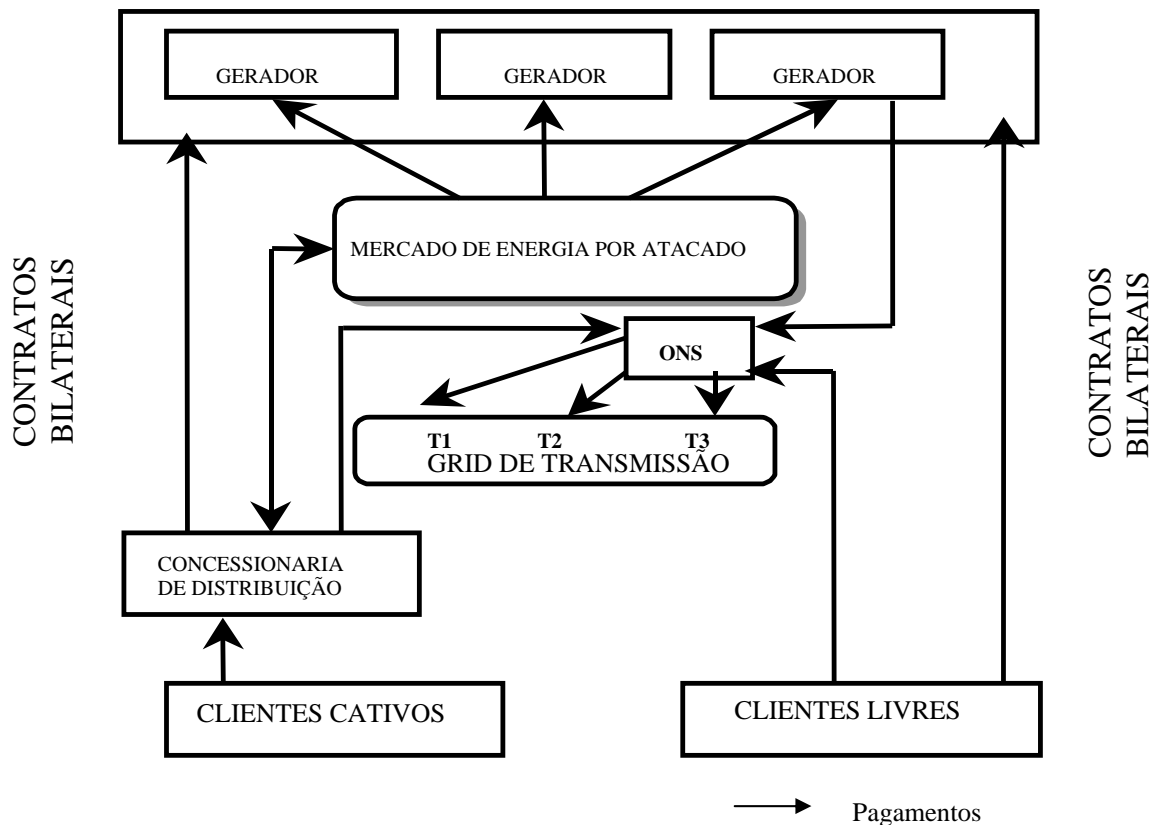 GERADOR
GERADOR
GERADOR
MERCADO DE ENERGIA POR ATACADO
CONTRATOS
BILATERAIS
CONTRATOS
BILATERAIS
ONS
T1 T2 T3
GRID DE TRANSMISSÃO
CONCESSIONARIA
DE DISTRIBUIÇÃO
CLIENTES CATIVOS
CLIENTES LIVRES
Pagamentos